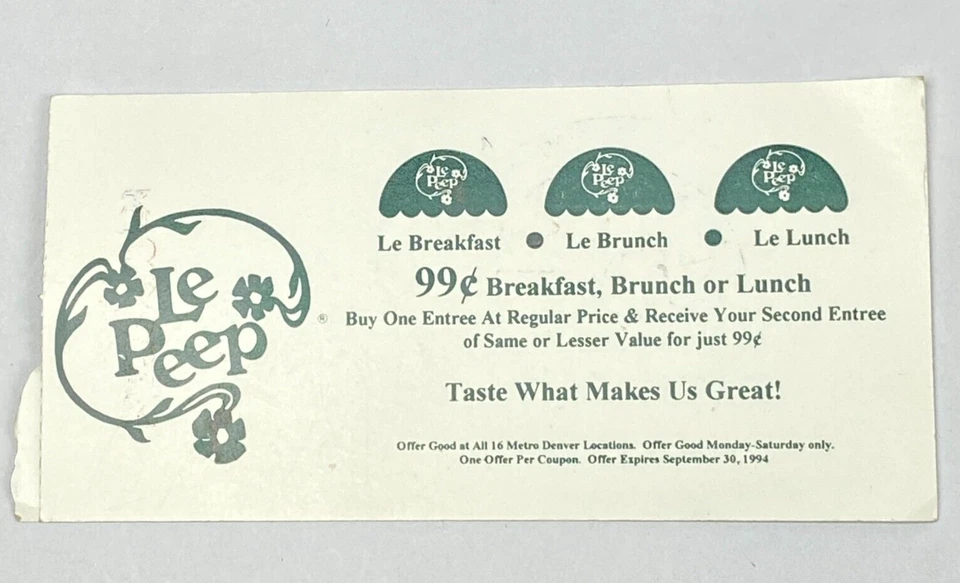 Le Peep
Le Peep
Le Peep
Le Breakfast ● Le Brunch ● Le Lunch
Le
Peep
®
99¢ Breakfast, Brunch or Lunch
Buy One Entree At Regular Price & Receive Your Second Entree
of Same or Lesser Value for just 99¢
Taste What Makes Us Great!
Offer Good at All 16 Metro Denver Locations. Offer Good Monday-Saturday only.
One Offer Per Coupon. Offer Expires September 30, 1994